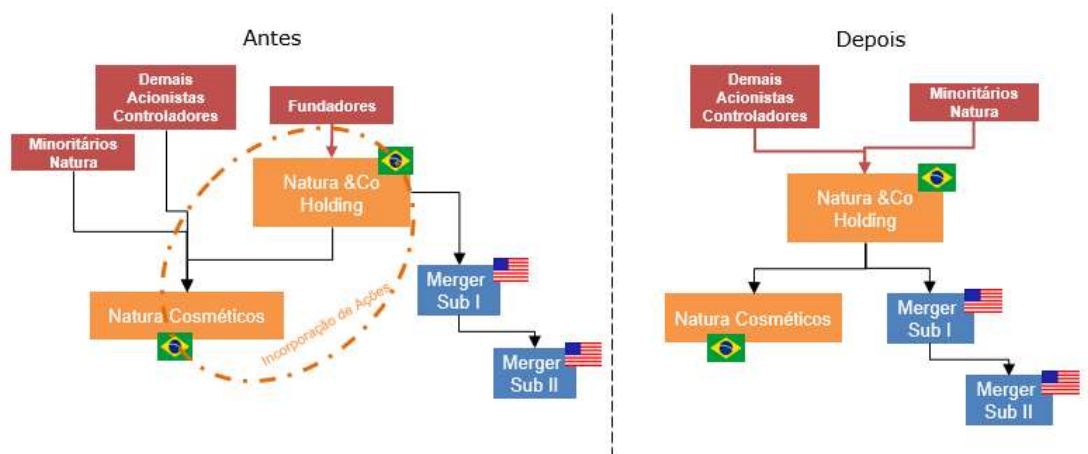 Antes
Demais
Acionistas
Controladores
Fundadores
Minoritários
Natura
Natura &Co
Holding
Merger
Sub I
Natura Cosméticos
Incorporação de Ações
Merger
Sub II
Depois
Demais
Acionistas
Controladores
Minoritários
Natura
Natura &Co
Holding
Natura Cosméticos
Merger
Sub I
Merger
Sub II